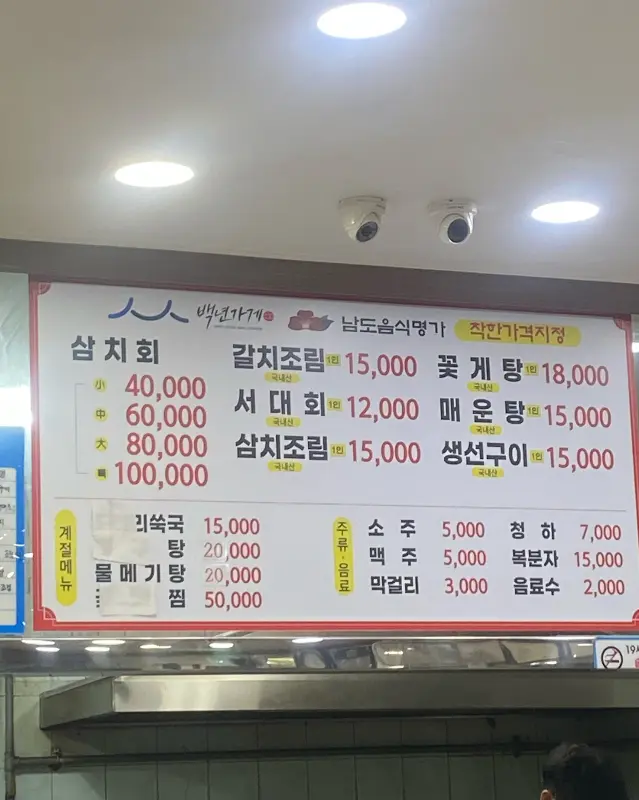 백년가게
남도음식명가
착한가격지정
삼치회
小 40,000
中 60,000
大 80,000
特 100,000
갈치조림 1인 15,000
국내산
서대회 1인 12,000
국내산
삼치조림 1인 15,000
국내산
꽃게탕 1인 18,000
국내산
매운탕 1인 15,000
국내산
생선구이 1인 15,000
국내산
계절메뉴
리쑥국 15,000
탕 20,000
물메기탕 20,000
찜 50,000
주류·음료
소주 5,000
맥주 5,000
막걸리 3,000
청하 7,000
복분자 15,000
음료수 2,000
19